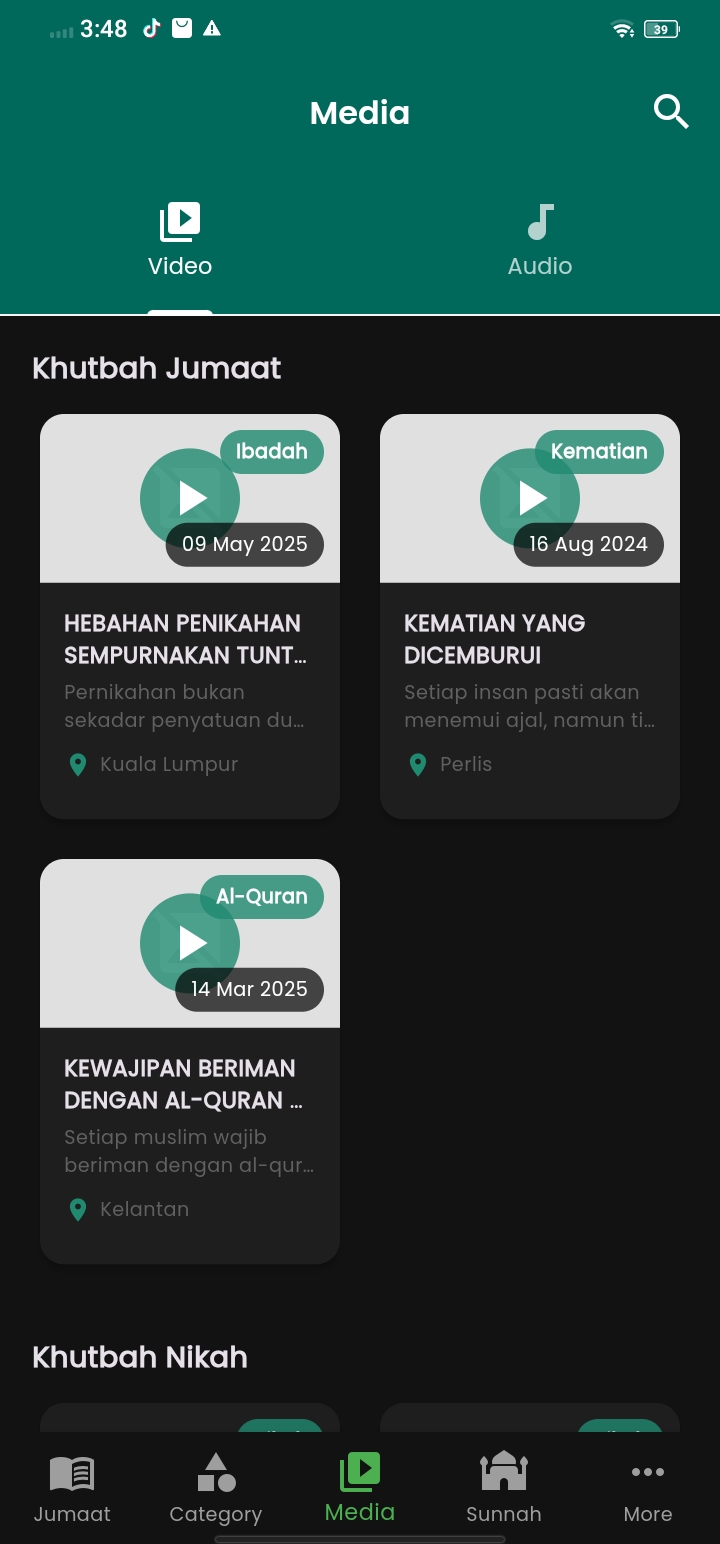 3:48
39
Media
Video
Audio
Khutbah Jumaat
Ibadah
09 May 2025
HEBAHAN PENIKAHAN
SEMPURNAKAN TUNT...
Pernikahan bukan
sekadar penyatuan du...
Kuala Lumpur
Kematian
16 Aug 2024
KEMATIAN YANG
DICEMBURUI
Setiap insan pasti akan
menemui ajal, namun ti...
Perlis
Al-Quran
14 Mar 2025
KEWAJIPAN BERIMAN
DENGAN AL-QURAN ...
Setiap muslim wajib
beriman dengan al-qur...
Kelantan
Khutbah Nikah
Jumaat
Category
Media
Sunnah
More